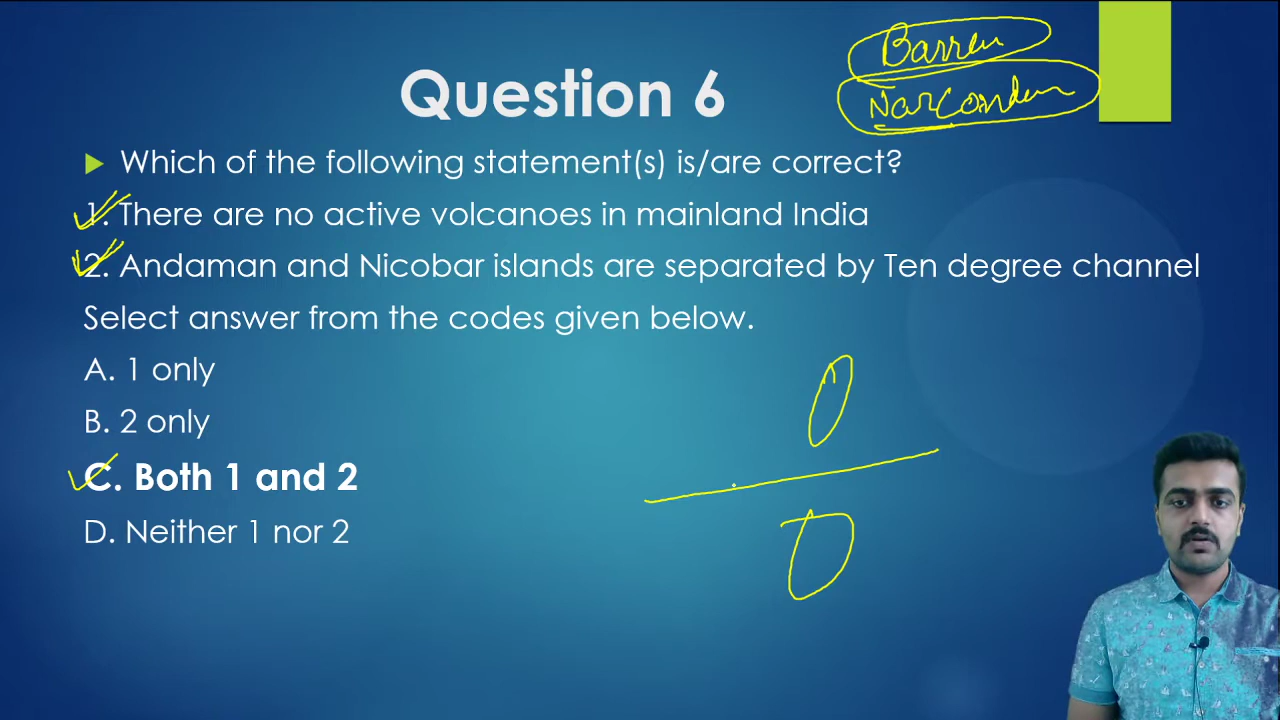 Barren
Narcondam
Question 6
Which of the following statement(s) is/are correct?
1. There are no active volcanoes in mainland India
2. Andaman and Nicobar islands are separated by Ten degree channel
Select answer from the codes given below.
A. 1 only
B. 2 only
C. Both 1 and 2
D. Neither 1 nor 2